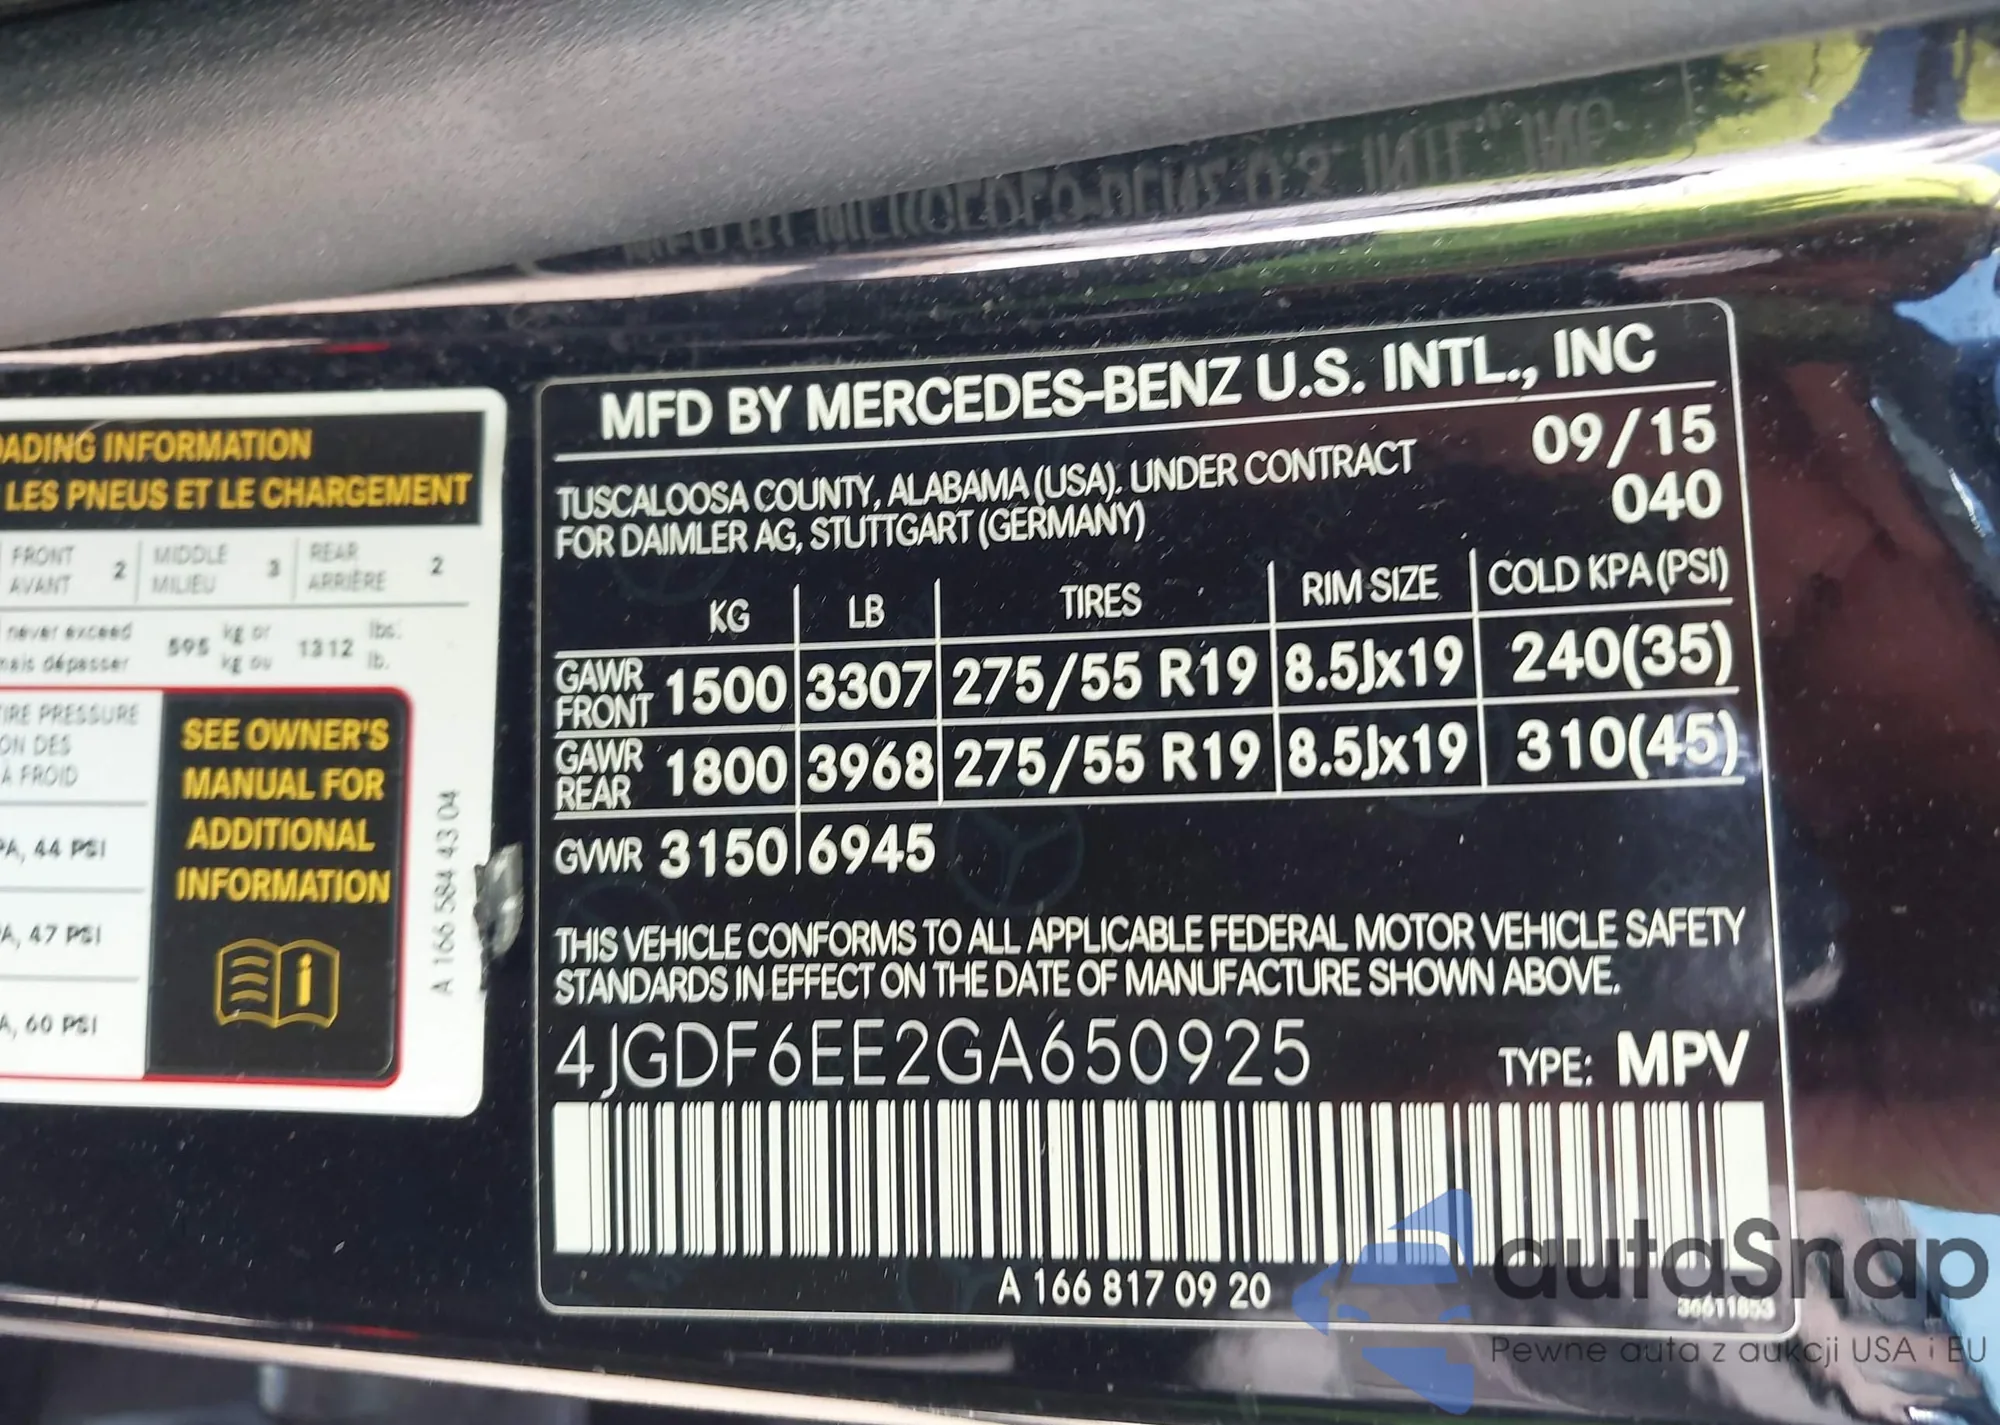 ADING INFORMATION
LES PNEUS ET LE CHARGEMENT
FRONT 2 MIDDLE 3 REAR 2
AVANT MILIEU ARRIÈRE
never exceed 595 kg or 1312 lbs.
dépasser kg ou lb.
PRESSURE
ON DES
À FROID
PA, 44 PSI
A, 47 PSI
A, 60 PSI
SEE OWNER'S
MANUAL FOR
ADDITIONAL
INFORMATION
A 166 584 43 04
MFD BY MERCEDES-BENZ U.S. INTL., INC
TUSCALOOSA COUNTY, ALABAMA (USA). UNDER CONTRACT 09/15
FOR DAIMLER AG, STUTTGART (GERMANY) 040
KG LB TIRES RIM SIZE COLD KPA (PSI)
GAWR FRONT 1500 3307 275/55 R19 8.5Jx19 240(35)
GAWR REAR 1800 3968 275/55 R19 8.5Jx19 310(45)
GVWR 3150 6945
THIS VEHICLE CONFORMS TO ALL APPLICABLE FEDERAL MOTOR VEHICLE SAFETY
STANDARDS IN EFFECT ON THE DATE OF MANUFACTURE SHOWN ABOVE.
4JGDF6EE2GA650925 TYPE: MPV
A 166 817 09 20
autaSnap
Pewne auta z aukcji USA i EU